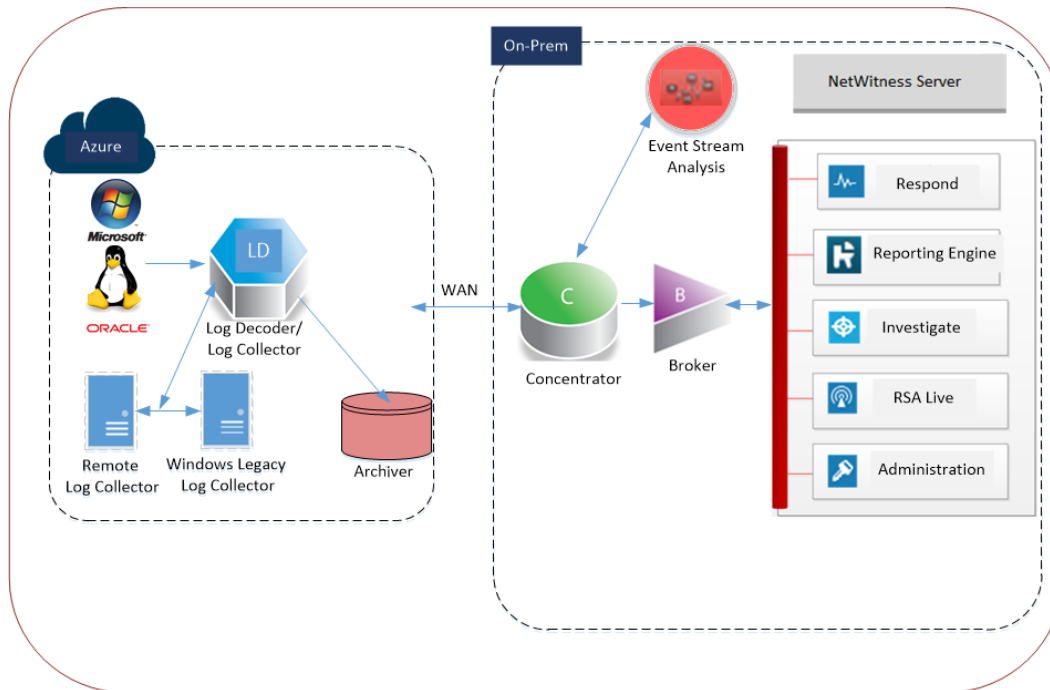 On-Prem
NetWitness Server
Event Stream
Analysis
Azure
Microsoft
ORACLE
LD
Log Decoder/
Log Collector
Remote
Log Collector
Windows Legacy
Log Collector
Archiver
WAN
C
Concentrator
B
Broker
Respond
Reporting Engine
Investigate
RSA Live
Administration